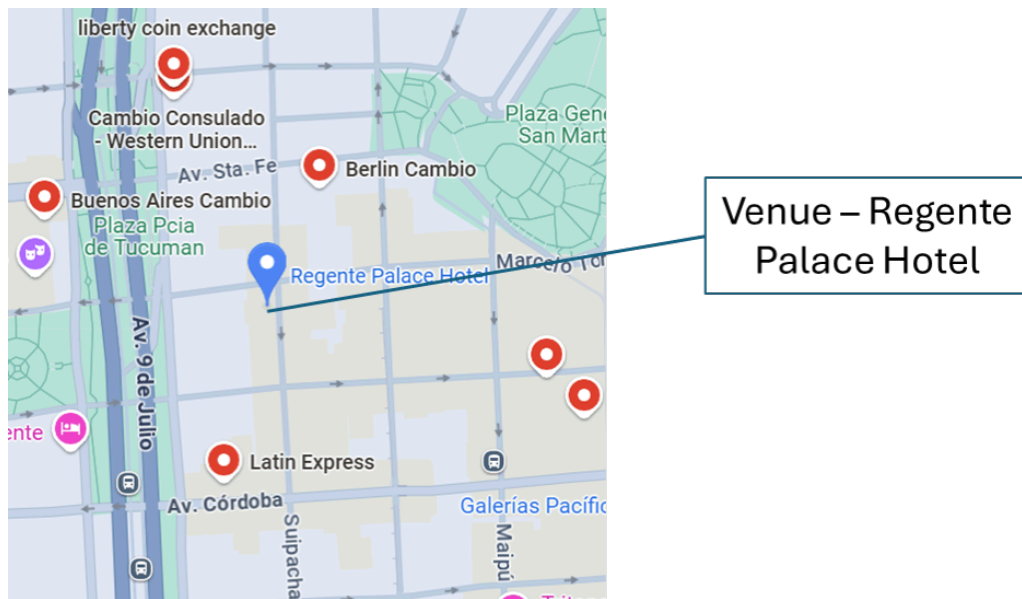 liberty coin exchange
Cambio Consulado
- Western Union...
Plaza Gene
San Mart
Av. Sta. Fe
Berlin Cambio
Buenos Aires Cambio
Plaza Pcia
de Tucuman
Venue – Regente
Palace Hotel
Marcelo
Regente Palace Hotel
Av. 9 de Julio
ente
Latin Express
Av. Córdoba
Galerías Pacífic
Suipacha
Maipú